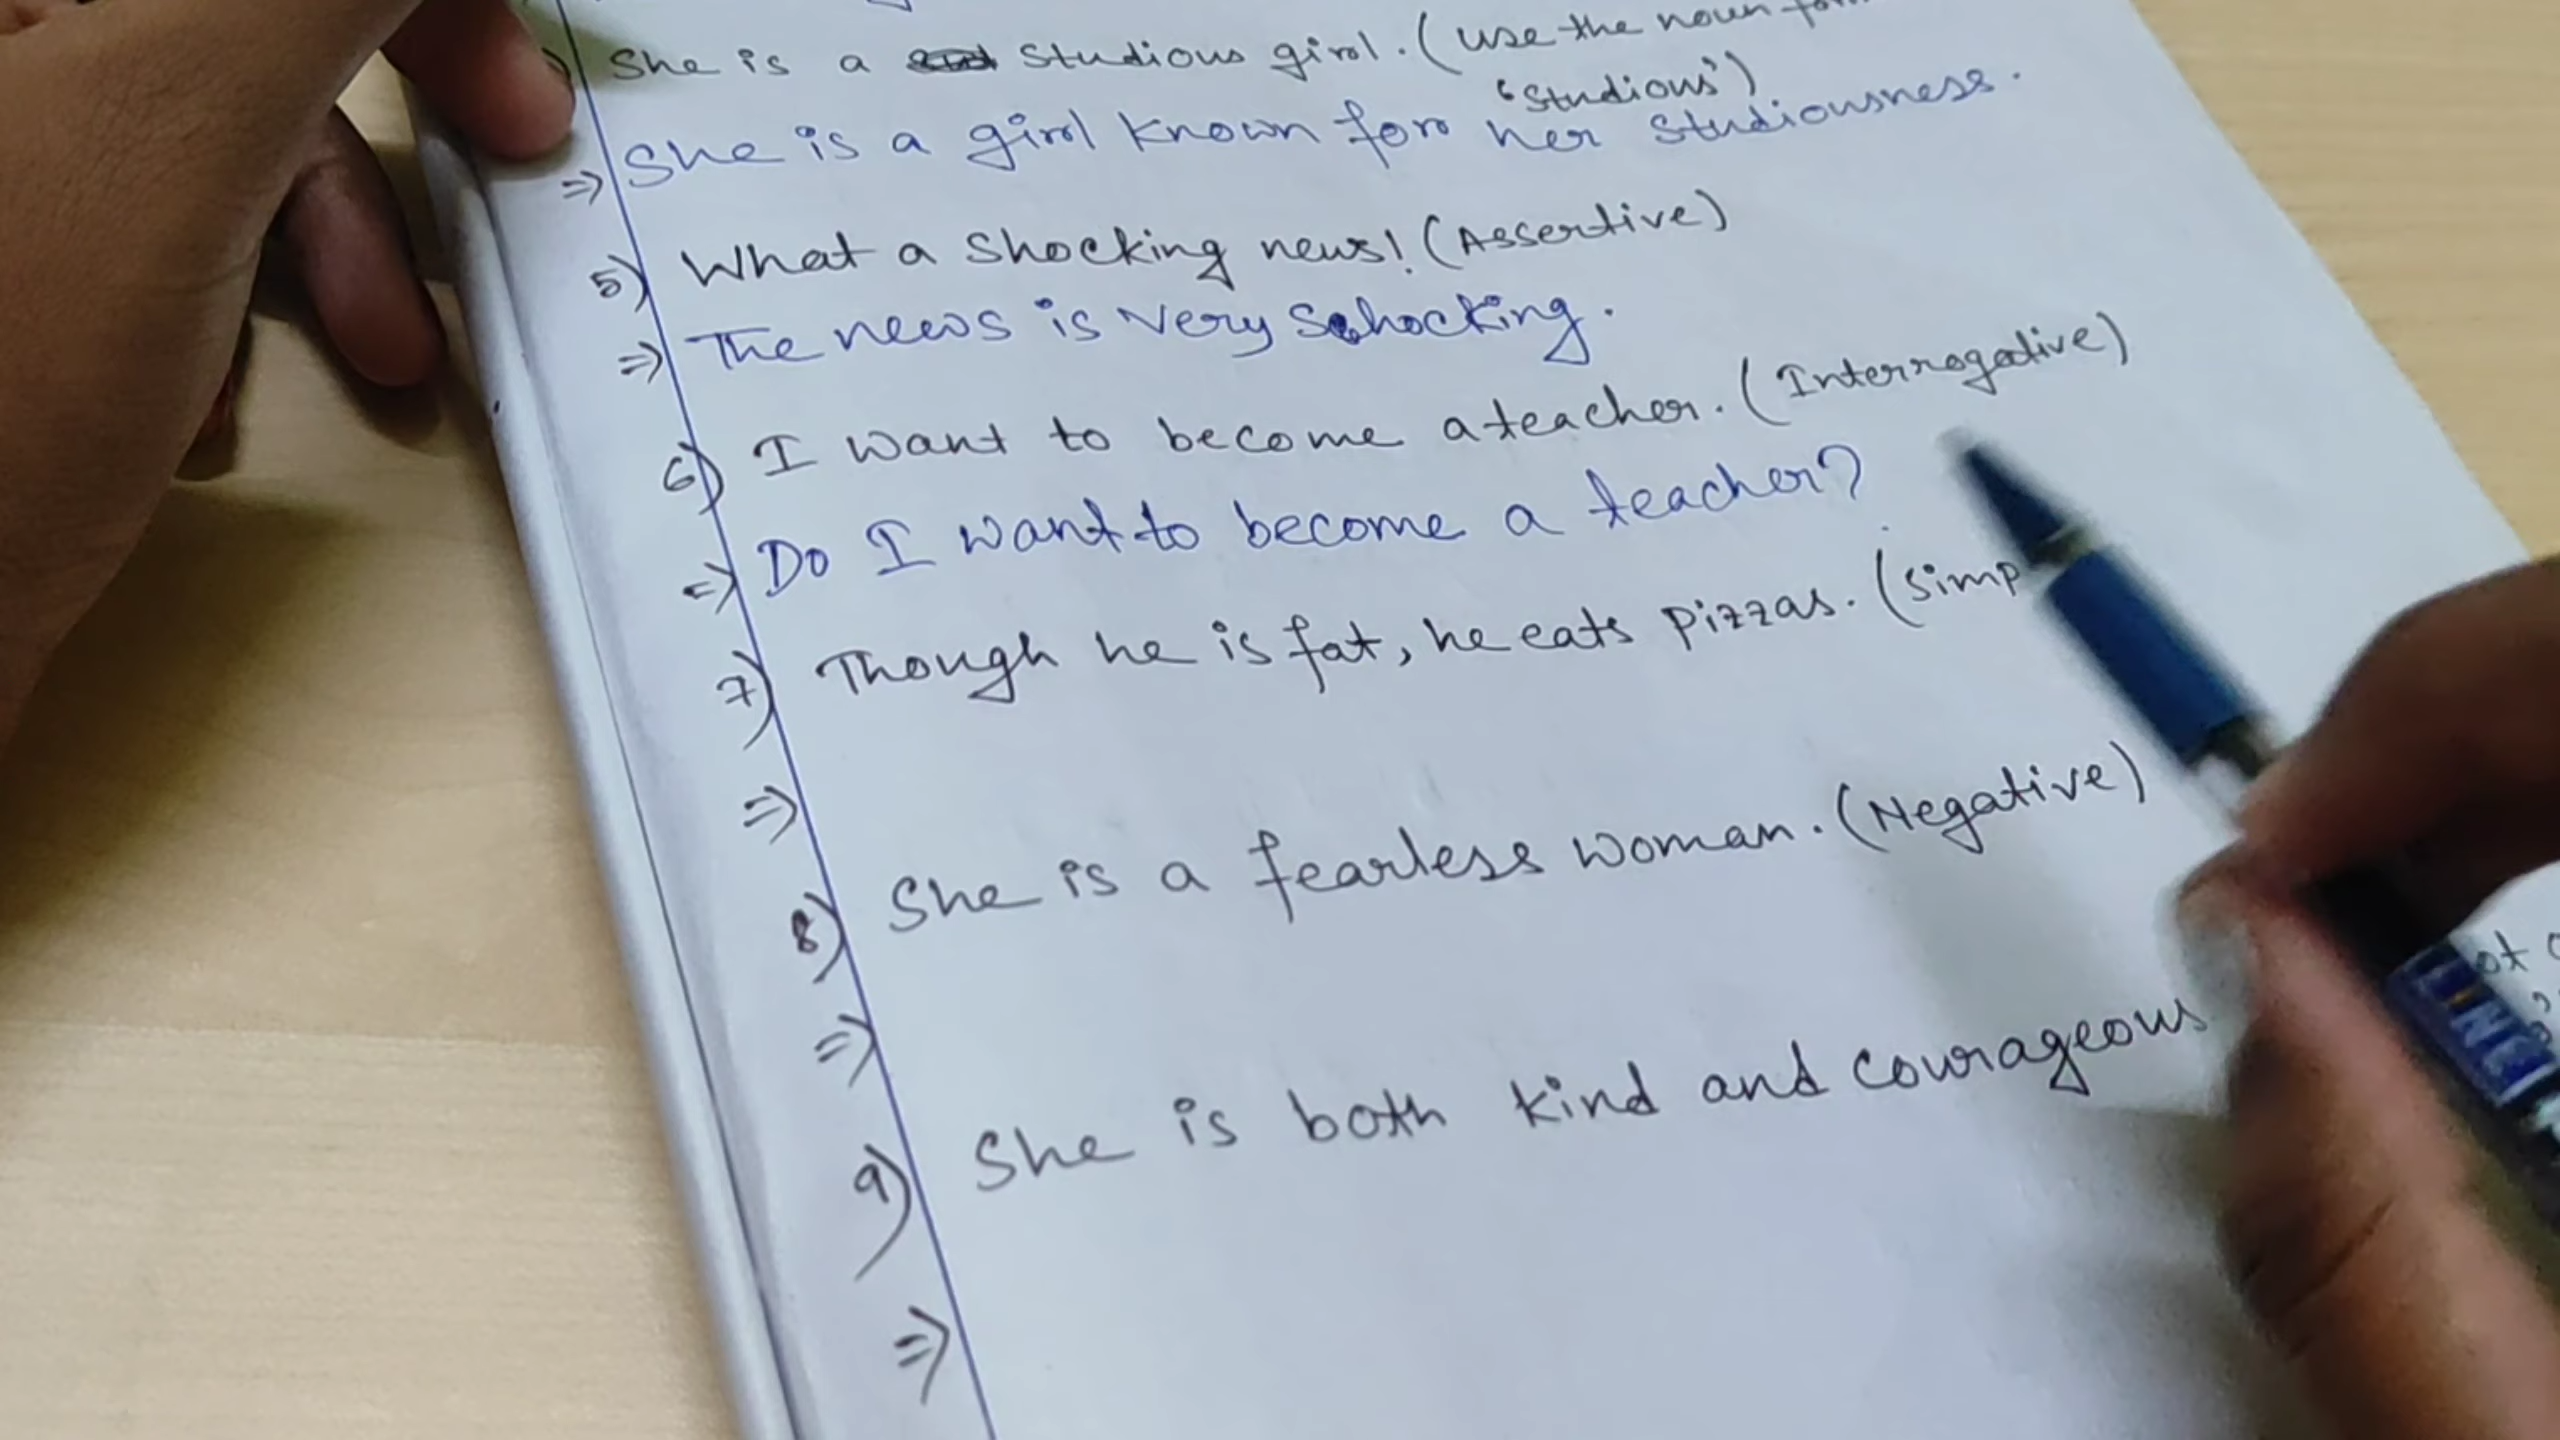 She is a studious girl. (use the noun
'studious')
=> She is a girl known for her studiousness.
5) What a shocking news! (Assertive)
=> The news is very shocking.
6) I want to become a teacher. (Interrogative)
=> Do I want to become a teacher?
7) Though he is fat, he eats pizzas. (simp
=>
8) She is a fearless woman. (Negative)
=>
9) She is both kind and courageous
=>
LINE